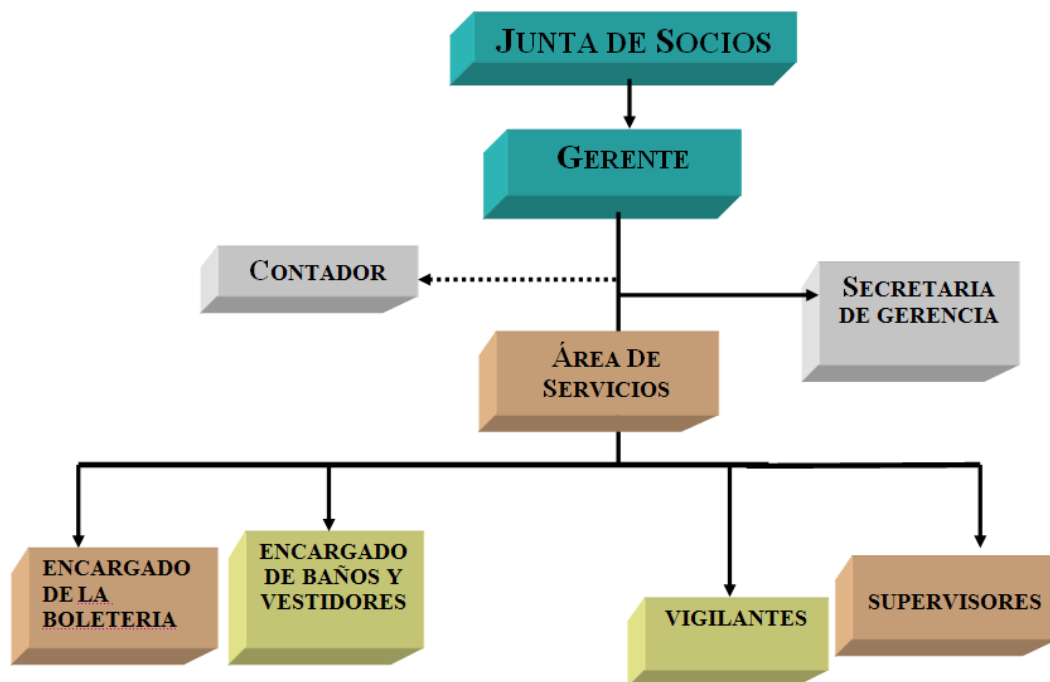 JUNTA DE SOCIOS
GERENTE
CONTADOR
SECRETARIA
DE GERENCIA
ÁREA DE
SERVICIOS
ENCARGADO
DE LA
BOLETERIA
ENCARGADO
DE BAÑOS Y
VESTIDORES
VIGILANTES
SUPERVISORES